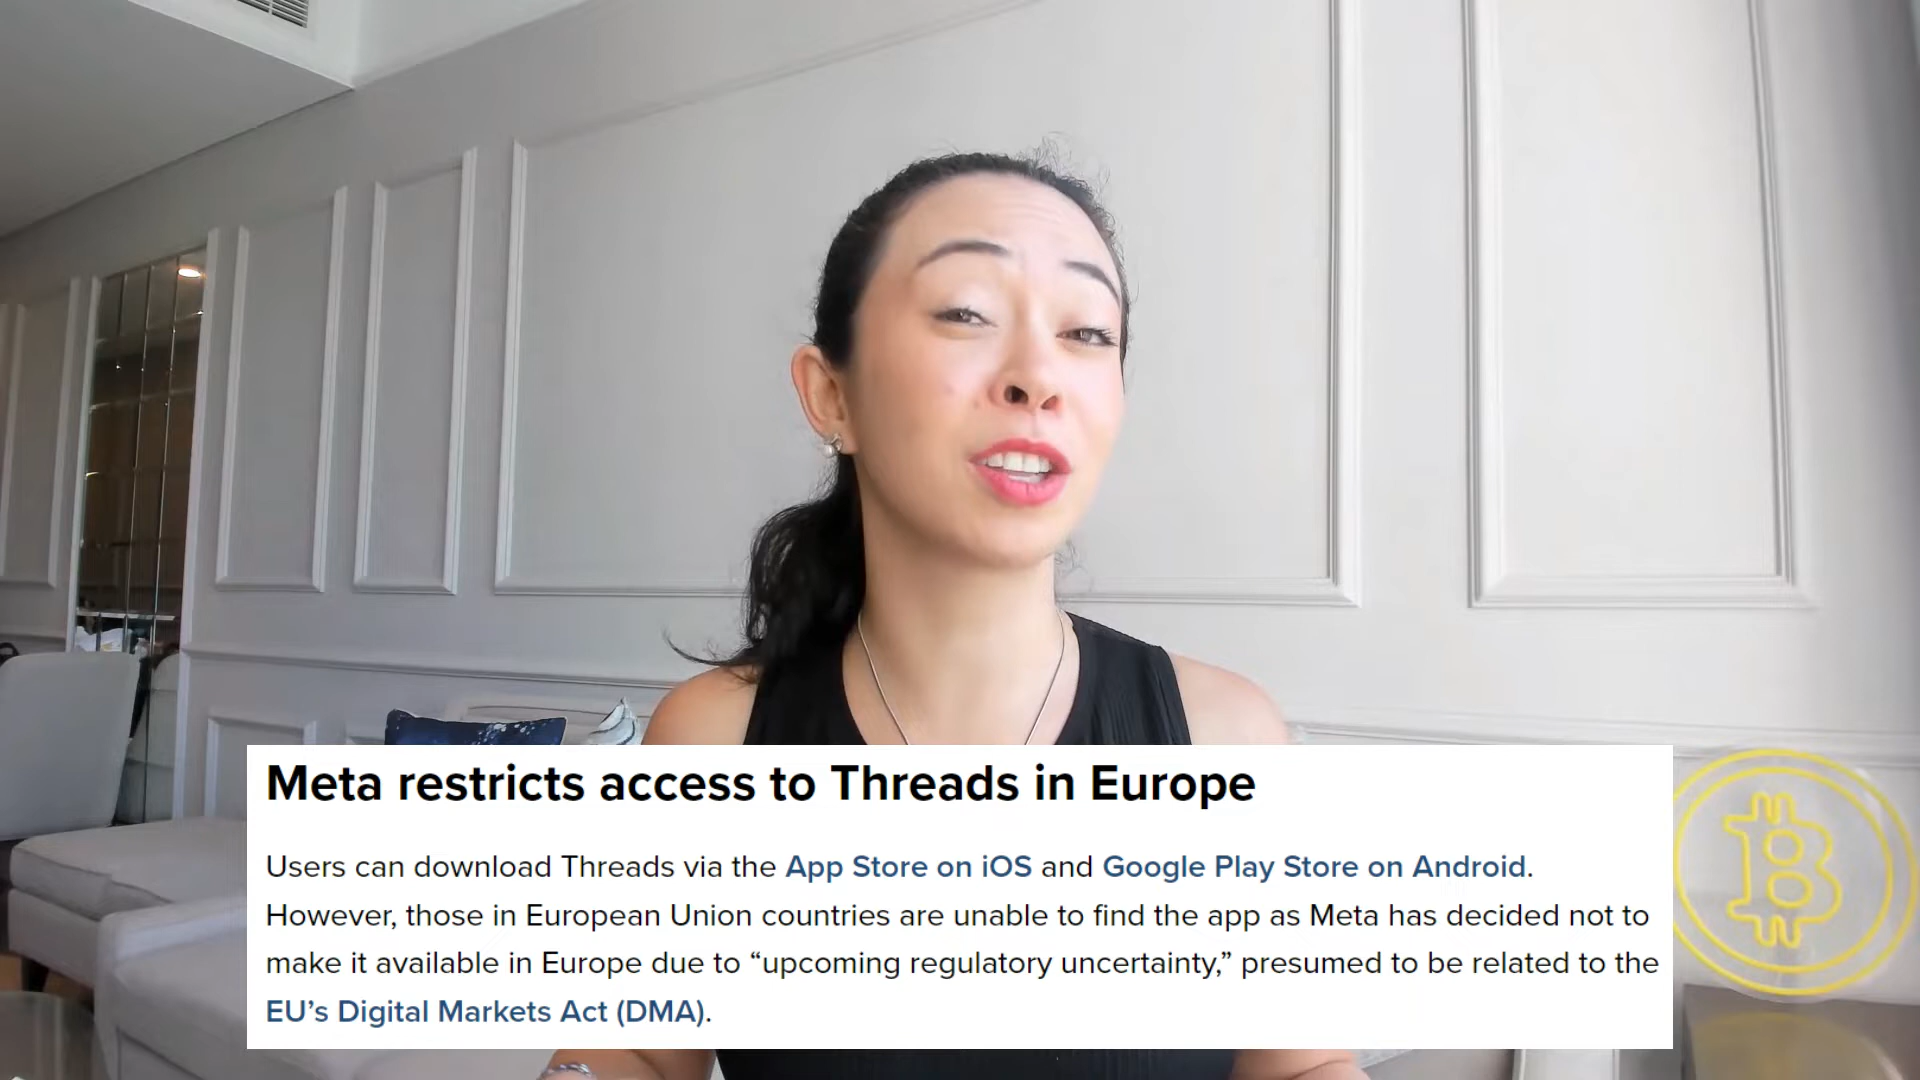 Meta restricts access to Threads in Europe
Users can download Threads via the App Store on iOS and Google Play Store on Android.
However, those in European Union countries are unable to find the app as Meta has decided not to
make it available in Europe due to “upcoming regulatory uncertainty,” presumed to be related to the
EU’s Digital Markets Act (DMA).